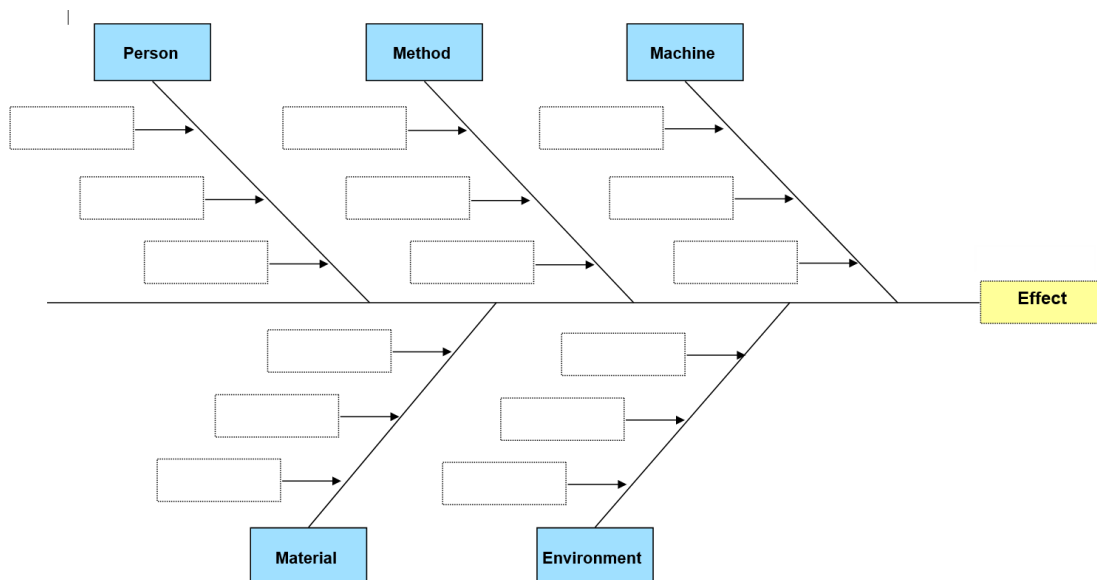 Person
Method
Machine
Effect
Material
Environment